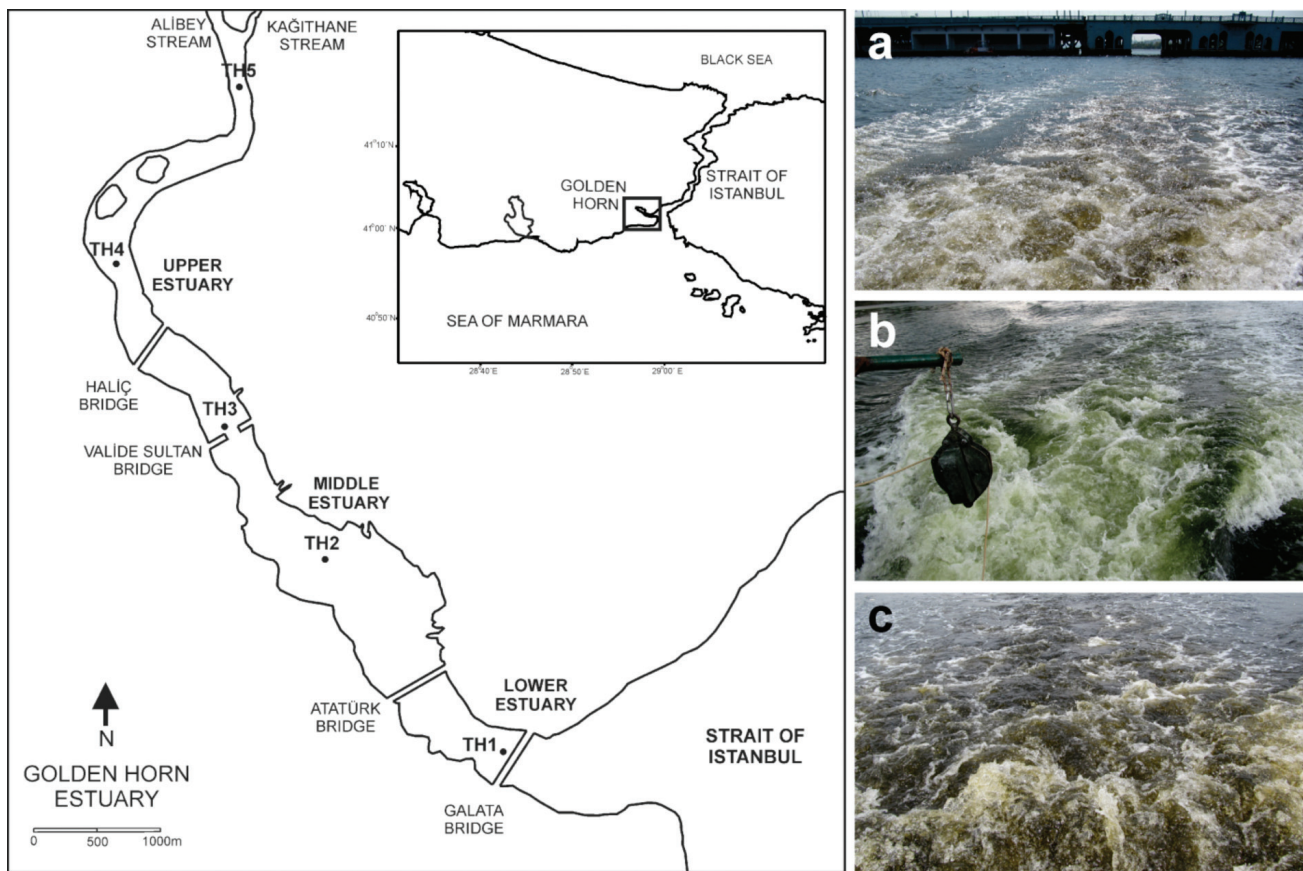 ALİBEY
STREAM
KAĞITHANE
STREAM
TH5
TH4
UPPER
ESTUARY
HALİÇ
BRIDGE
TH3
VALİDE SULTAN
BRIDGE
MIDDLE
ESTUARY
TH2
ATATÜRK
BRIDGE
LOWER
ESTUARY
TH1
STRAIT OF
ISTANBUL
GALATA
BRIDGE
N
GOLDEN HORN
ESTUARY
0 500 1000m
BLACK SEA
41°10'
STRAIT OF
ISTANBUL
GOLDEN
HORN
41°00'
40°50'
SEA OF MARMARA
28°40' E
28°50' E
29°00' E
a
b
c